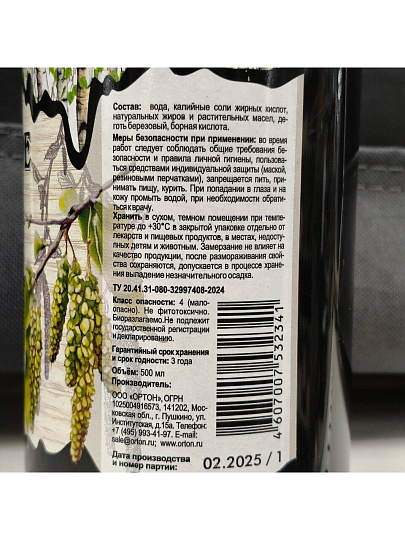 Состав: вода, калийные соли жирных кислот,
натуральных жиров и растительных масел, де-
готь березовый, борная кислота.
Меры безопасности при применении: во время
работ следует соблюдать общие требования бе-
зопасности и правила личной гигиены, пользова-
ться средствами индивидуальной защиты (маской,
резиновыми перчатками), запрещается пить, при-
нимать пищу, курить. При попадании в глаза и на
кожу промыть водой, при необходимости обрати-
ться к врачу.
Хранить в сухом, темном помещении при темпе-
ратуре до +30°С в закрытой упаковке отдельно от
лекарств и пищевых продуктов, в местах, недосту-
пных детям и животным. Замерзание не влияет на
качество продукции, после размораживания свой-
ства сохраняются, допускается в процессе хране-
ния выпадение незначительного осадка.
ТУ 20.41.31-080-32997408-2024
Класс опасности: 4 (мало-
опасно). Не фитотоксично.
Биоразлагаемо.Не подлежит
государственной регистрации
и декларированию.
Гарантийный срок хранения
и срок годности: 3 года
Объём: 500 мл
Производитель:
ООО «ОРТОН», ОГРН
1025004916573, 141202, Мос-
ковская обл., г. Пушкино, ул.
Институтская, д.15а. Телефон:
+7 (495) 993-41-97. E-mail:
sale@orton.ru; www.orton.ru
Дата производства
и номер партии:
02.2025 / 1
4 607007 532341